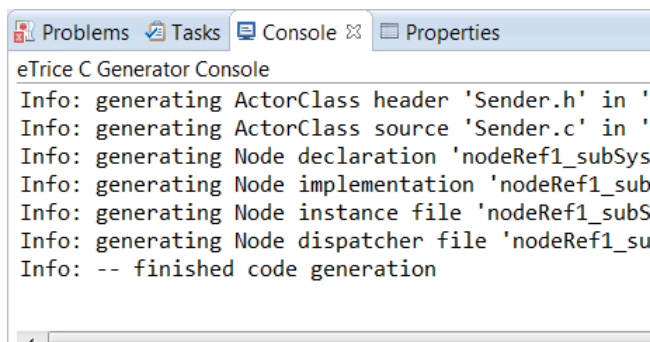 Problems Tasks Console Properties
eTrice C Generator Console
Info: generating ActorClass header 'Sender.h' in '
Info: generating ActorClass source 'Sender.c' in '
Info: generating Node declaration 'nodeRef1_subSys
Info: generating Node implementation 'nodeRef1_sub
Info: generating Node instance file 'nodeRef1_subS
Info: generating Node dispatcher file 'nodeRef1_su
Info: -- finished code generation